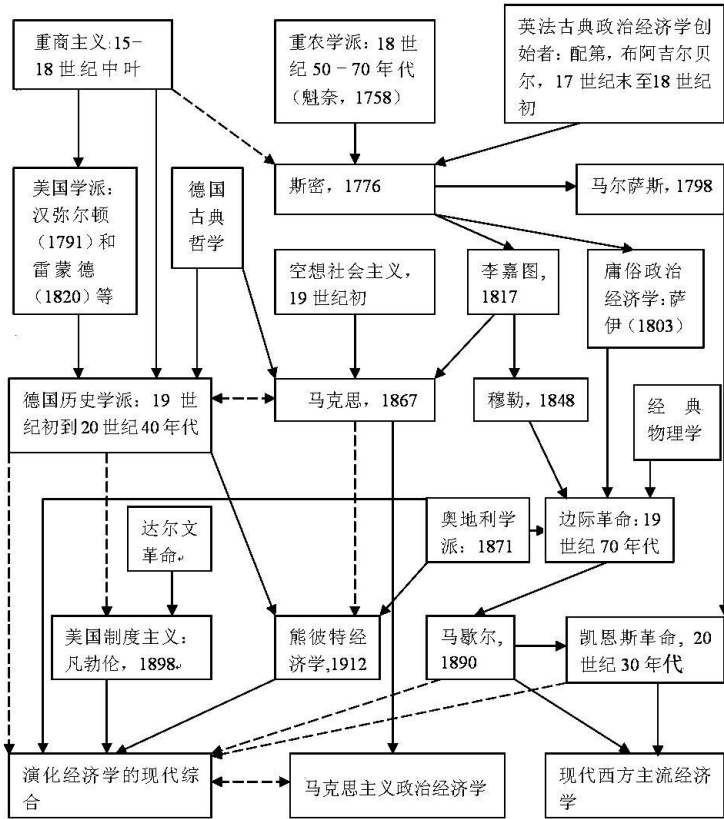 重商主义:15-
18世纪中叶
重农学派：18世
纪50-70年代
（魁奈，1758）
英法古典政治经济学创
始者：配第，布阿吉尔贝
尔，17世纪末至18世纪
初
美国学派：
汉弥尔顿
（1791）和
雷蒙德
（1820）等
德国
古典
哲学
斯密，1776
马尔萨斯，1798
空想社会主义，
19世纪初
李嘉图，
1817
庸俗政治
经济学：萨
伊（1803）
德国历史学派：19世
纪初到20世纪40年代
马克思，1867
穆勒，1848
经典
物理学
达尔文
革命
奥地利学
派：1871
边际革命：19
世纪70年代
美国制度主义：
凡勃伦，1898
熊彼特经
济学,1912
马歇尔，
1890
凯恩斯革命，20
世纪30年代
演化经济学的现代综
合
马克思主义政治经济学
现代西方主流经济
学